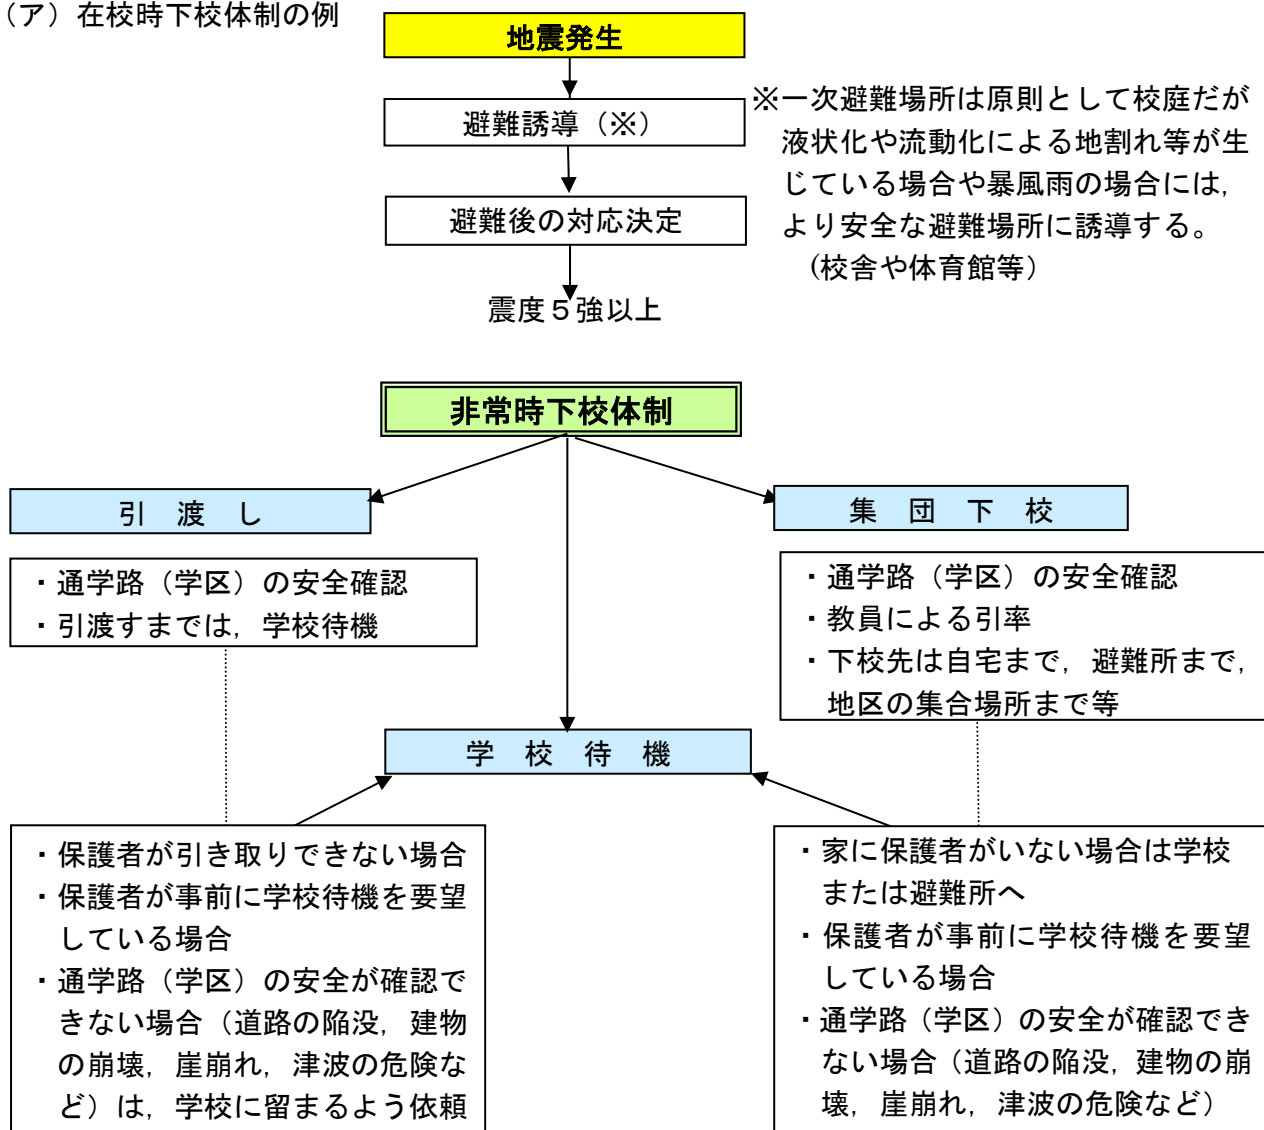 （ア）在校時下校体制の例
地震発生
避難誘導（※）
※一次避難場所は原則として校庭だが
液状化や流動化による地割れ等が生
じている場合や暴風雨の場合には，
より安全な避難場所に誘導する。
(校舎や体育館等）
避難後の対応決定
震度５強以上
非常時下校体制
引　渡　し
・通学路（学区）の安全確認
・引渡すまでは，学校待機
集　団　下　校
・通学路（学区）の安全確認
・教員による引率
・下校先は自宅まで，避難所まで，
地区の集合場所まで等
学　校　待　機
・保護者が引き取りできない場合
・保護者が事前に学校待機を要望
している場合
・通学路（学区）の安全が確認で
きない場合（道路の陥没，建物
の崩壊，崖崩れ，津波の危険な
ど）は，学校に留まるよう依頼
・家に保護者がいない場合は学校
または避難所へ
・保護者が事前に学校待機を要望
している場合
・通学路（学区）の安全が確認でき
ない場合（道路の陥没，建物の崩
壊，崖崩れ，津波の危険など）